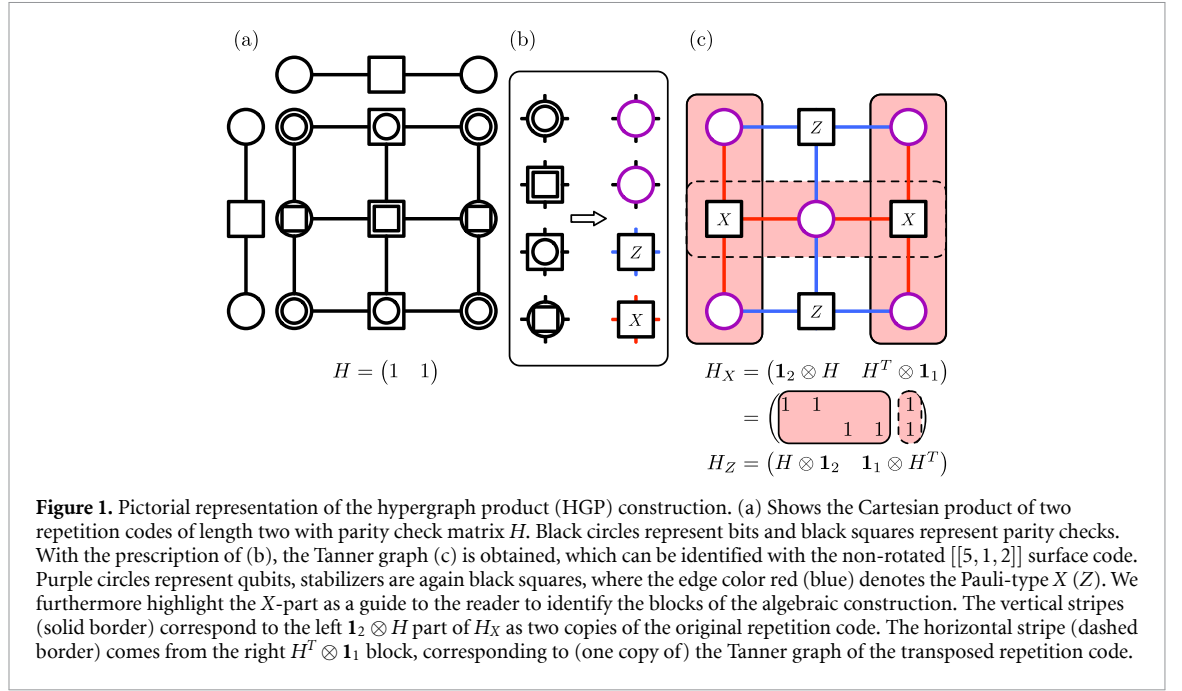 (a)
(b)
(c)
Z
X
X
Z
X
Z
H = (1 1)
H_X = (𝟏₂ ⊗ H H^T ⊗ 𝟏₁)
= (1 1 1
1 1 1)
H_Z = (H ⊗ 𝟏₂ 𝟏₁ ⊗ H^T)
Figure 1. Pictorial representation of the hypergraph product (HGP) construction. (a) Shows the Cartesian product of two
repetition codes of length two with parity check matrix H. Black circles represent bits and black squares represent parity checks.
With the prescription of (b), the Tanner graph (c) is obtained, which can be identified with the non-rotated [[5, 1, 2]] surface code.
Purple circles represent qubits, stabilizers are again black squares, where the edge color red (blue) denotes the Pauli-type X (Z). We
furthermore highlight the X-part as a guide to the reader to identify the blocks of the algebraic construction. The vertical stripes
(solid border) correspond to the left 𝟏₂ ⊗ H part of H_X as two copies of the original repetition code. The horizontal stripe (dashed
border) comes from the right H^T ⊗ 𝟏₁ block, corresponding to (one copy of) the Tanner graph of the transposed repetition code.